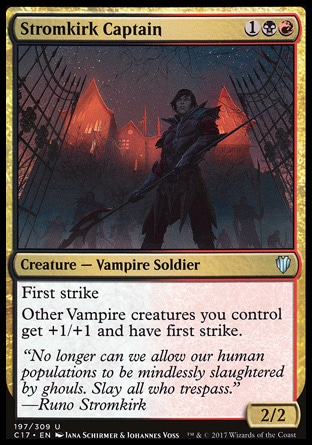 Stromkirk Captain 1
Creature — Vampire Soldier
First strike
Other Vampire creatures you control
get +1/+1 and have first strike.
“No longer can we allow our human
populations to be mindlessly slaughtered
by ghouls. Slay all who trespass.”
—Runo Stromkirk
2/2
197/309 U
C17 • EN Jana Schirmer & Johannes Voss ™ & © 2017 Wizards of the Coast